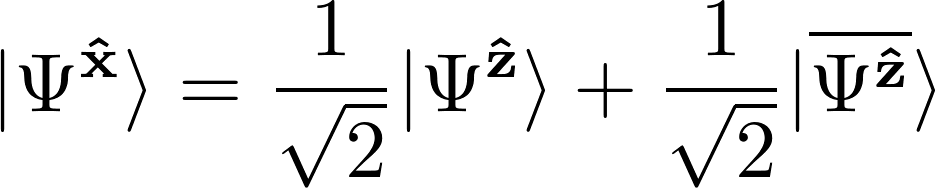 |Ψ^𝐱̂⟩ = 1/√2 |Ψ^𝐳̂⟩ + 1/√2 |\overline{Ψ^𝐳̂}⟩